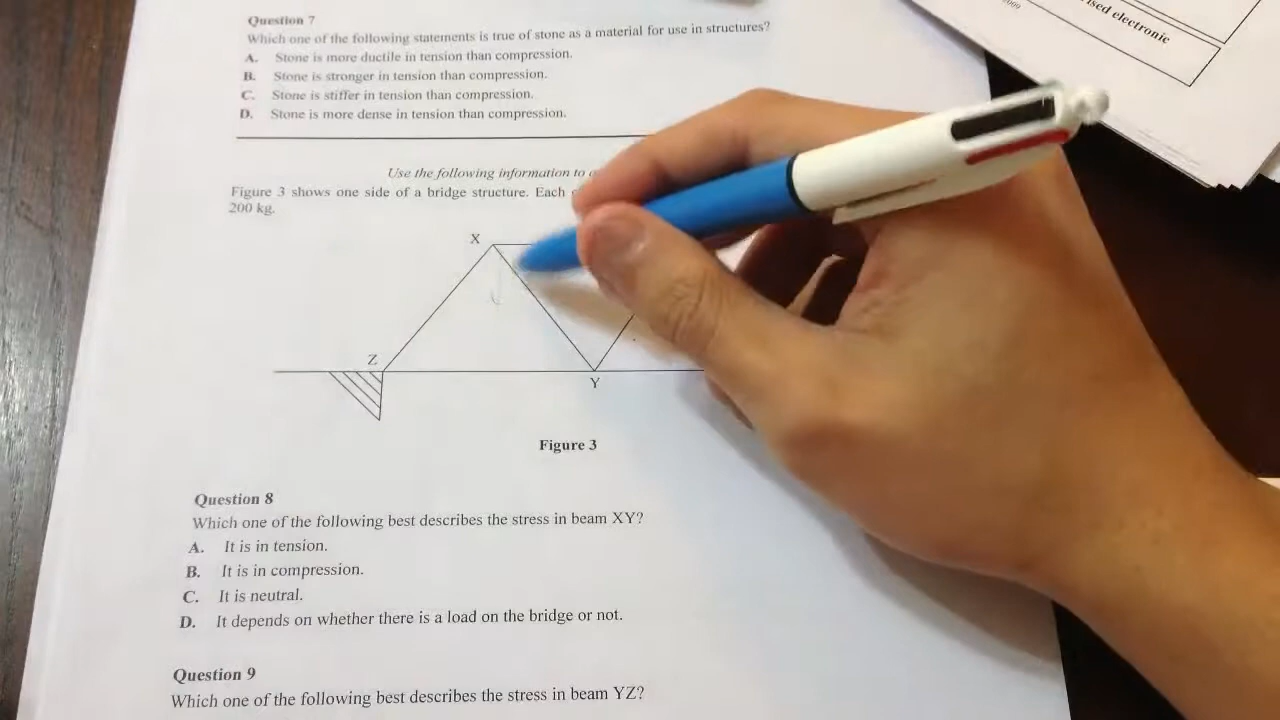 ised electronic
2009
Question 7
Which one of the following statements is true of stone as a material for use in structures?
A. Stone is more ductile in tension than compression.
B. Stone is stronger in tension than compression.
C. Stone is stiffer in tension than compression.
D. Stone is more dense in tension than compression.
Use the following information to
Figure 3 shows one side of a bridge structure. Each
200 kg.
X
Z
Y
Figure 3
Question 8
Which one of the following best describes the stress in beam XY?
A. It is in tension.
B. It is in compression.
C. It is neutral.
D. It depends on whether there is a load on the bridge or not.
Question 9
Which one of the following best describes the stress in beam YZ?